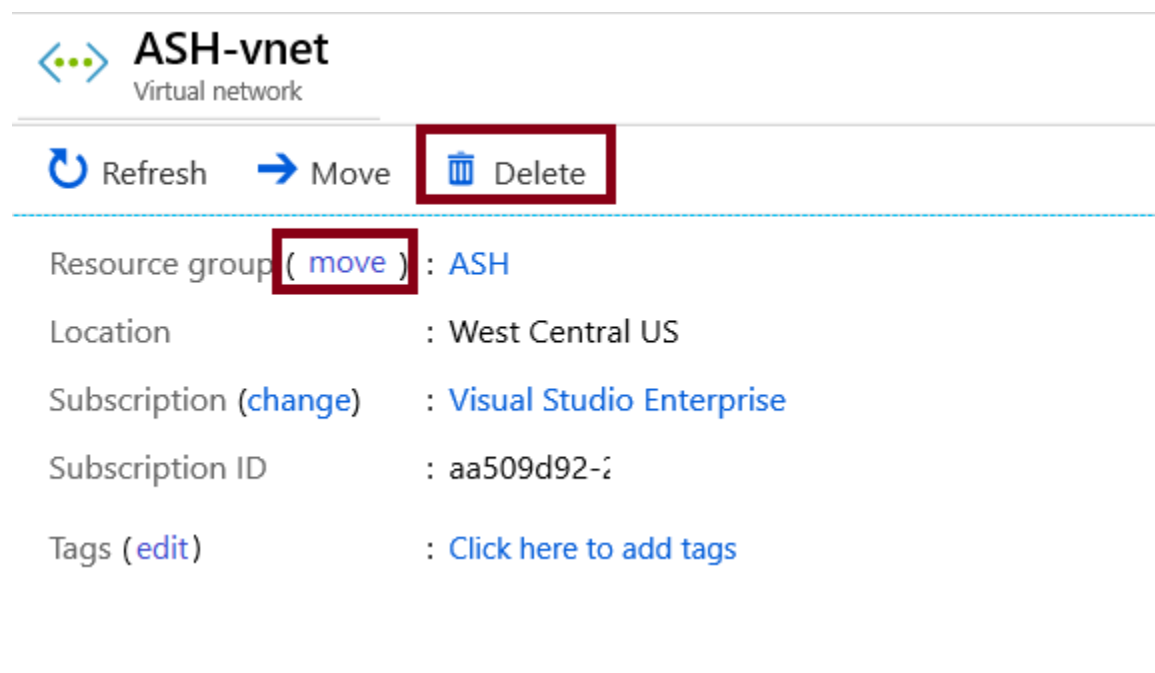 ASH-vnet
Virtual network
Refresh Move Delete
Resource group ( move ) : ASH
Location : West Central US
Subscription (change) : Visual Studio Enterprise
Subscription ID : aa509d92-
Tags (edit) : Click here to add tags